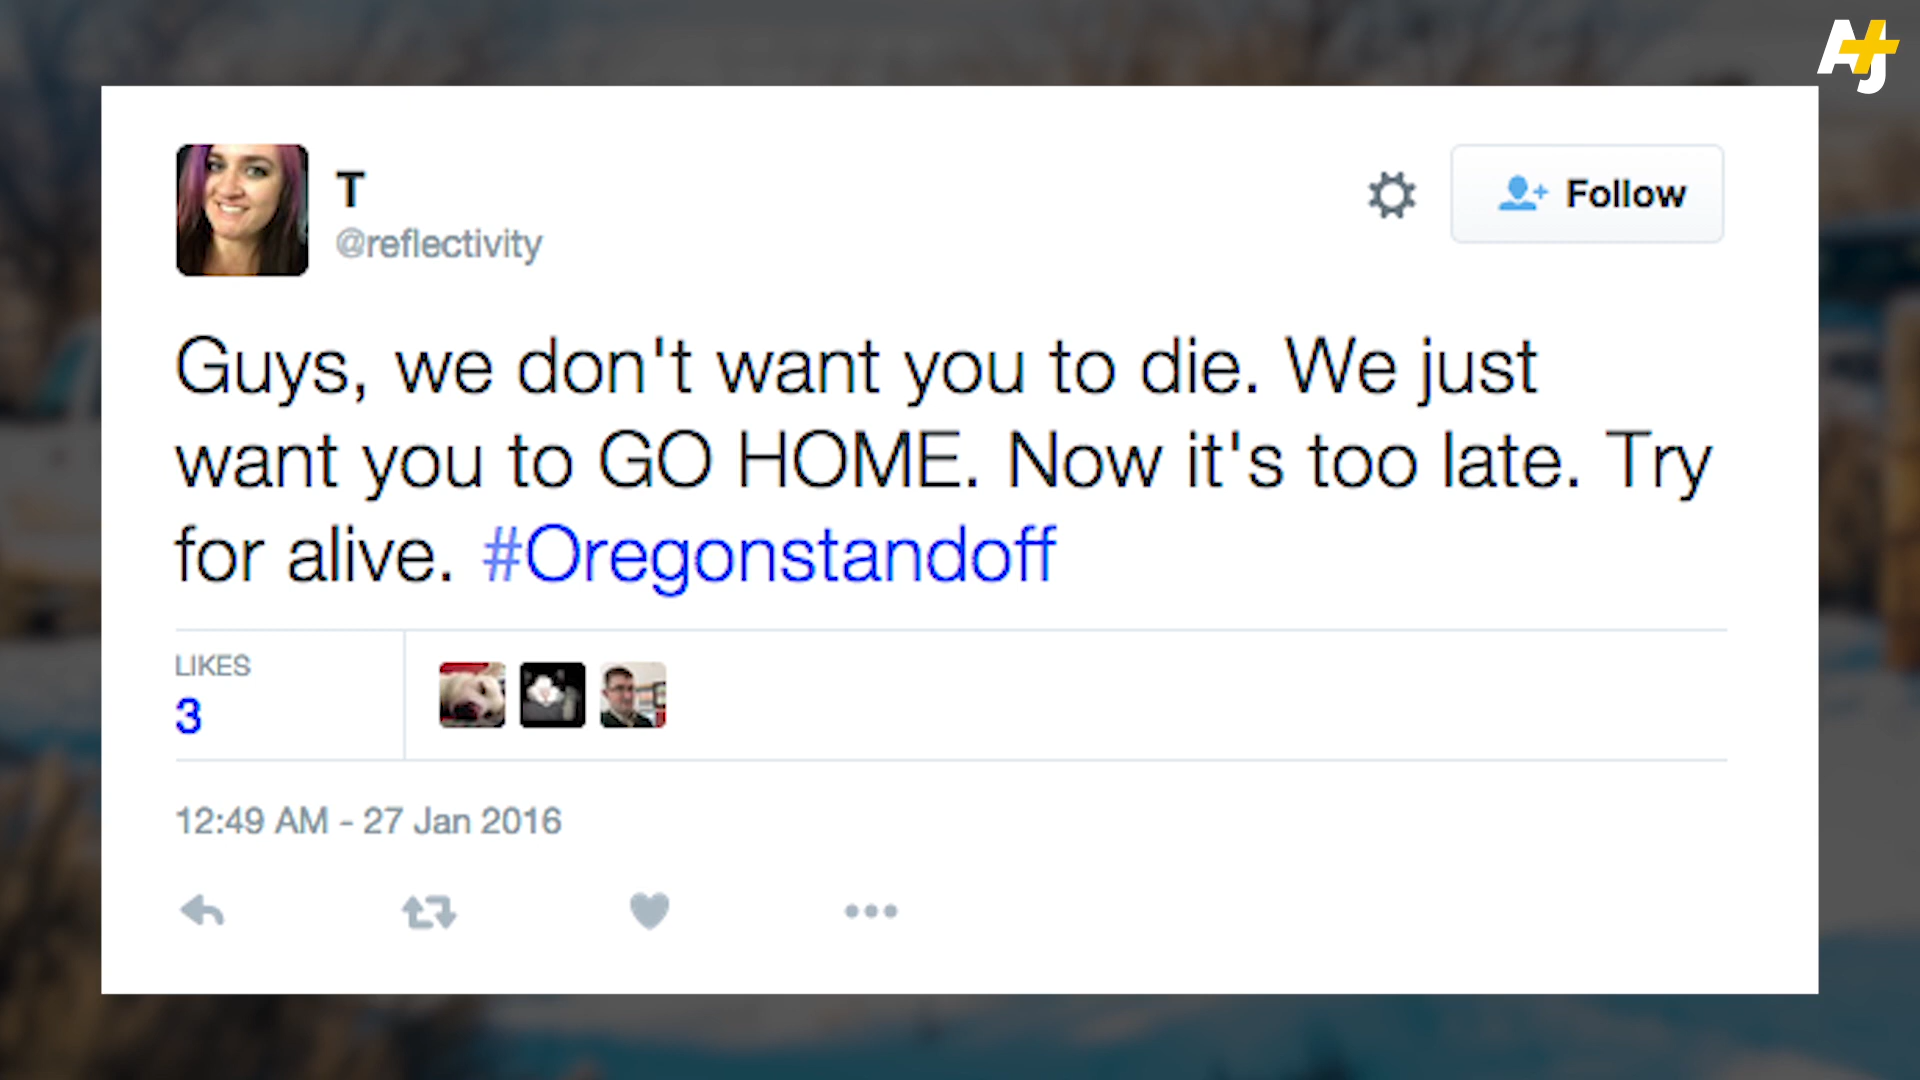 AJ+
T
@reflectivity
Follow
Guys, we don't want you to die. We just
want you to GO HOME. Now it's too late. Try
for alive. #Oregonstandoff
LIKES
3
12:49 AM - 27 Jan 2016